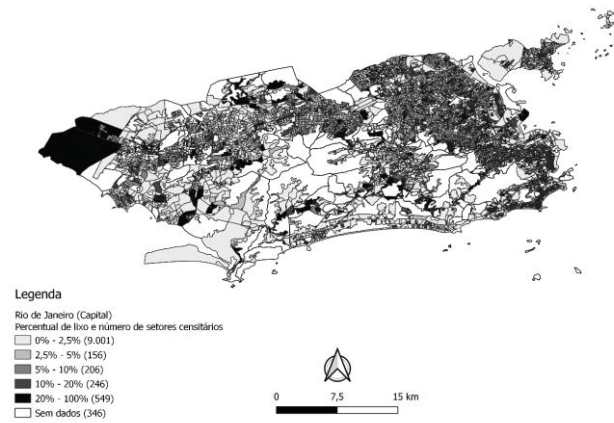 Legenda
Rio de Janeiro (Capital)
Percentual de lixo e número de setores censitários
0% - 2,5% (9.001)
2,5% - 5% (156)
5% - 10% (206)
10% - 20% (246)
20% - 100% (549)
Sem dados (346)
0 7,5 15 km